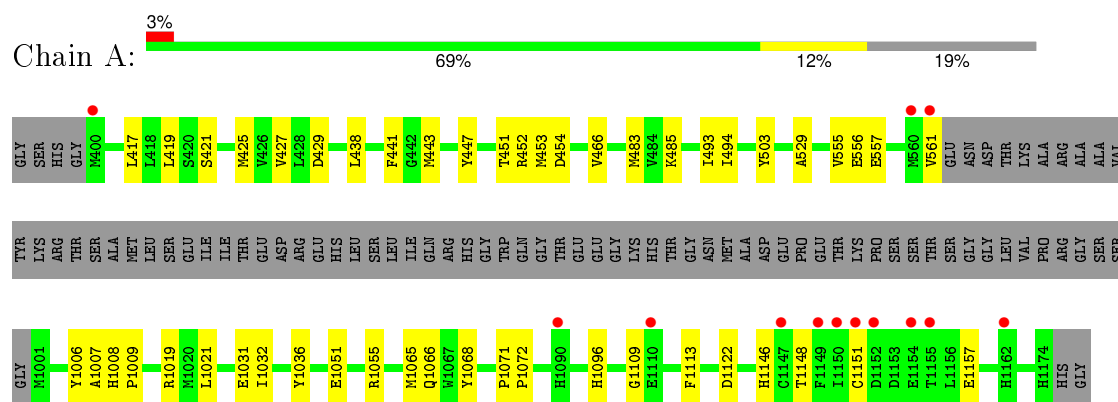 3%
Chain A:
69% 12% 19%
GLY SER HIS GLY M400 L417 L418 L419 S420 S421 M425 V426 V427 L428 D429 L438 F441 G442 M443 Y447 T451 R452 M453 D454 V466 M483 V484 K485 I493 I494 Y503 A529 V555 E556 E557 M560 V561 GLU ASN ASP THR LYS ALA ARG ALA ALA VAL
TYR LYS ARG THR SER ALA MET LEU SER GLU ILE ILE THR GLU ASP ARG GLU HIS LEU SER LEU ILE GLN ARG HIS GLY TRP GLN GLY THR GLU GLU GLY LYS HIS THR GLY ASN MET ALA ASP GLU PRO GLU THR LYS PRO SER SER THR SER GLY GLY LEU VAL PRO ARG GLY SER SER
GLY M1001 Y1006 A1007 H1008 P1009 R1019 M1020 L1021 E1031 I1032 Y1036 E1051 R1055 M1065 Q1066 W1067 Y1068 P1071 P1072 H1090 H1096 G1109 E1110 F1113 D1122 H1146 C1147 T1148 F1149 I1150 C1151 D1152 D1153 E1154 T1155 L1156 E1157 H1162 H1174 HIS GLY